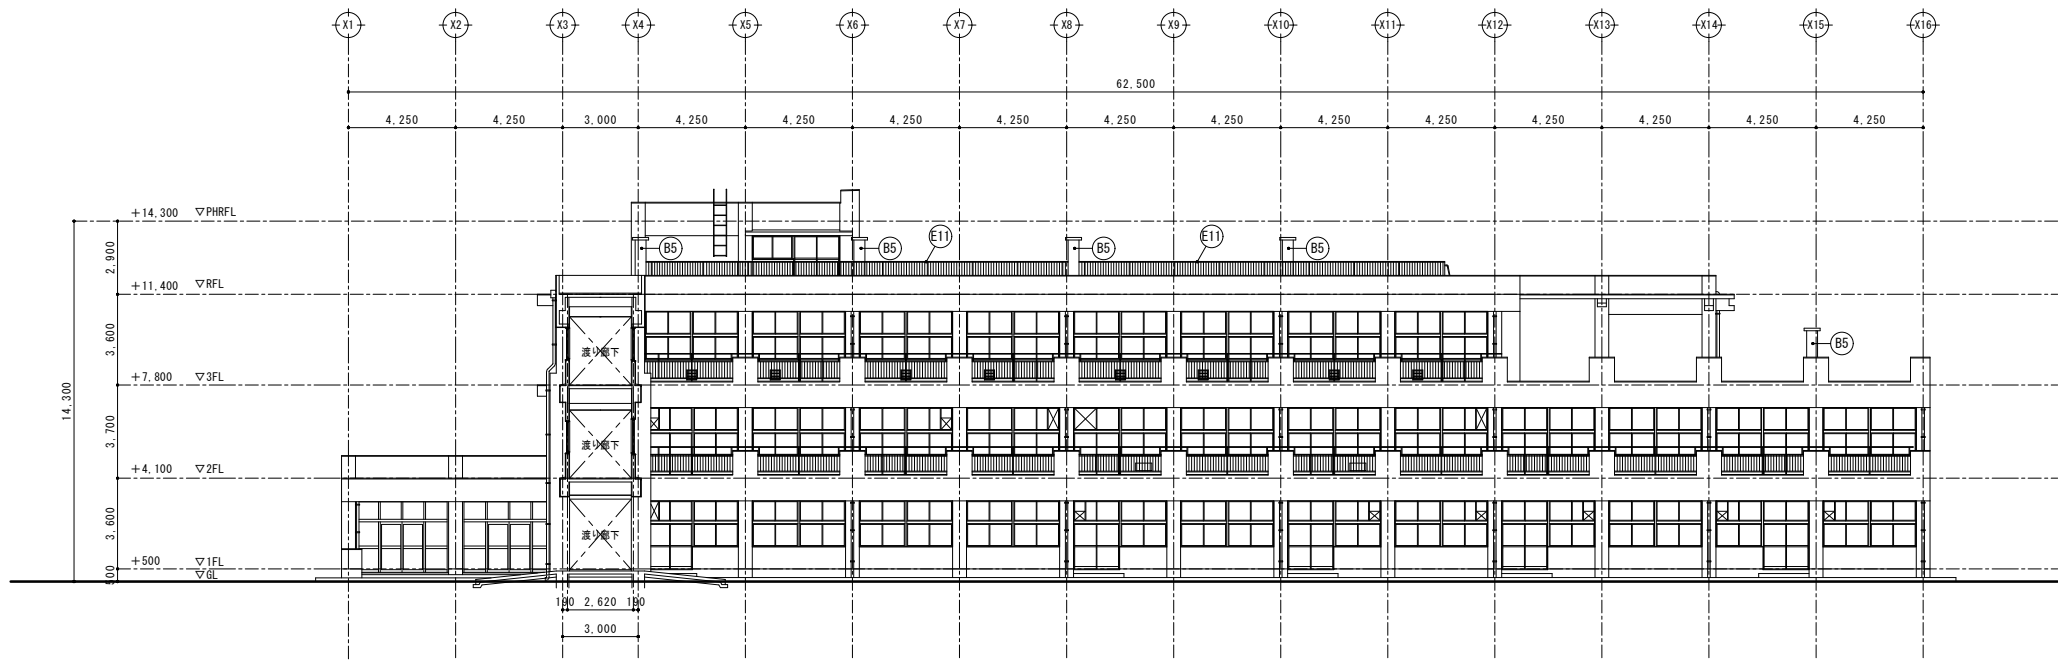 X1 X2 X3 X4 X5 X6 X7 X8 X9 X10 X11 X12 X13 X14 X15 X16
62,500
4,250 4,250 3,000 4,250 4,250 4,250 4,250 4,250 4,250 4,250 4,250 4,250 4,250 4,250 4,250
+14,300 ▽PHRFL
E11 E11
B5 B5 B5 B5
2,900
+11,400 ▽RFL
3,600
渡り廊下
B5
+7,800 ▽3FL
14,300
3,700
渡り廊下
+4,100 ▽2FL
3,600
渡り廊下
+500 ▽1FL
500 ▽GL
190 2,620 190
3,000